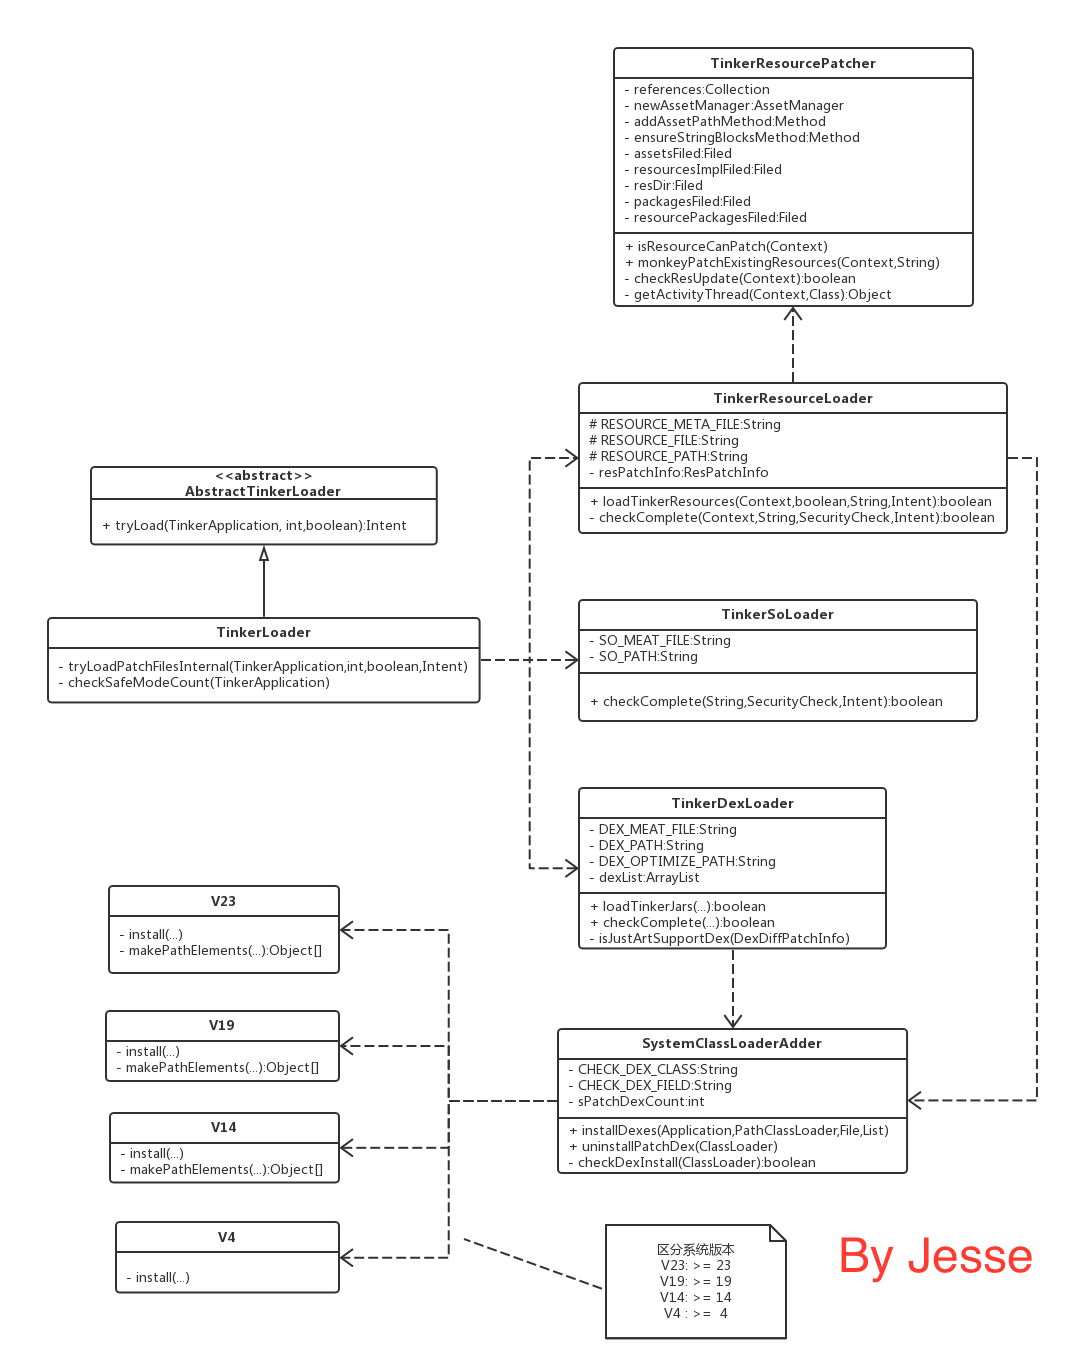 TinkerResourcePatcher
- references:Collection
- newAssetManager:AssetManager
- addAssetPathMethod:Method
- ensureStringBlocksMethod:Method
- assetsFiled:Filed
- resourcesImplFiled:Filed
- resDir:Filed
- packagesFiled:Filed
- resourcePackagesFiled:Filed
+ isResourceCanPatch(Context)
+ monkeyPatchExistingResources(Context,String)
- checkResUpdate(Context):boolean
- getActivityThread(Context,Class):Object
TinkerResourceLoader
# RESOURCE_META_FILE:String
# RESOURCE_FILE:String
# RESOURCE_PATH:String
- resPatchInfo:ResPatchInfo
+ loadTinkerResources(Context,boolean,String,Intent):boolean
- checkComplete(Context,String,SecurityCheck,Intent):boolean
<<abstract>>
AbstractTinkerLoader
+ tryLoad(TinkerApplication, int,boolean):Intent
TinkerLoader
- tryLoadPatchFilesInternal(TinkerApplication,int,boolean,Intent)
- checkSafeModeCount(TinkerApplication)
TinkerSoLoader
- SO_MEAT_FILE:String
- SO_PATH:String
+ checkComplete(String,SecurityCheck,Intent):boolean
TinkerDexLoader
- DEX_MEAT_FILE:String
- DEX_PATH:String
- DEX_OPTIMIZE_PATH:String
- dexList:ArrayList
+ loadTinkerJars(...):boolean
+ checkComplete(...):boolean
- isJustArtSupportDex(DexDiffPatchInfo)
V23
- install(...)
- makePathElements(...):Object[]
V19
- install(...)
- makePathElements(...):Object[]
V14
- install(...)
- makePathElements(...):Object[]
V4
- install(...)
SystemClassLoaderAdder
- CHECK_DEX_CLASS:String
- CHECK_DEX_FIELD:String
- sPatchDexCount:int
+ installDexes(Application,PathClassLoader,File,List)
+ uninstallPatchDex(ClassLoader)
- checkDexInstall(ClassLoader):boolean
区分系统版本
V23: >= 23
V19: >= 19
V14: >= 14
V4 : >=  4
By Jesse